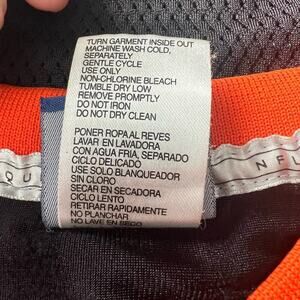 TURN GARMENT INSIDE OUT
MACHINE WASH COLD,
SEPARATELY
GENTLE CYCLE
USE ONLY
NON-CHLORINE BLEACH
TUMBLE DRY LOW
REMOVE PROMPTLY
DO NOT IRON
DO NOT DRY CLEAN
PONER ROPA AL REVES
LAVAR EN LAVADORA
CON AGUA FRIA, SEPARADO
CICLO DELICADO
USE SOLO BLANQUEADOR
SIN CLORO
SECAR EN SECADORA
CICLO LENTO
RETIRAR RAPIDAMENTE
NO PLANCHAR
NO LAVE EN SECO
QU
NFL